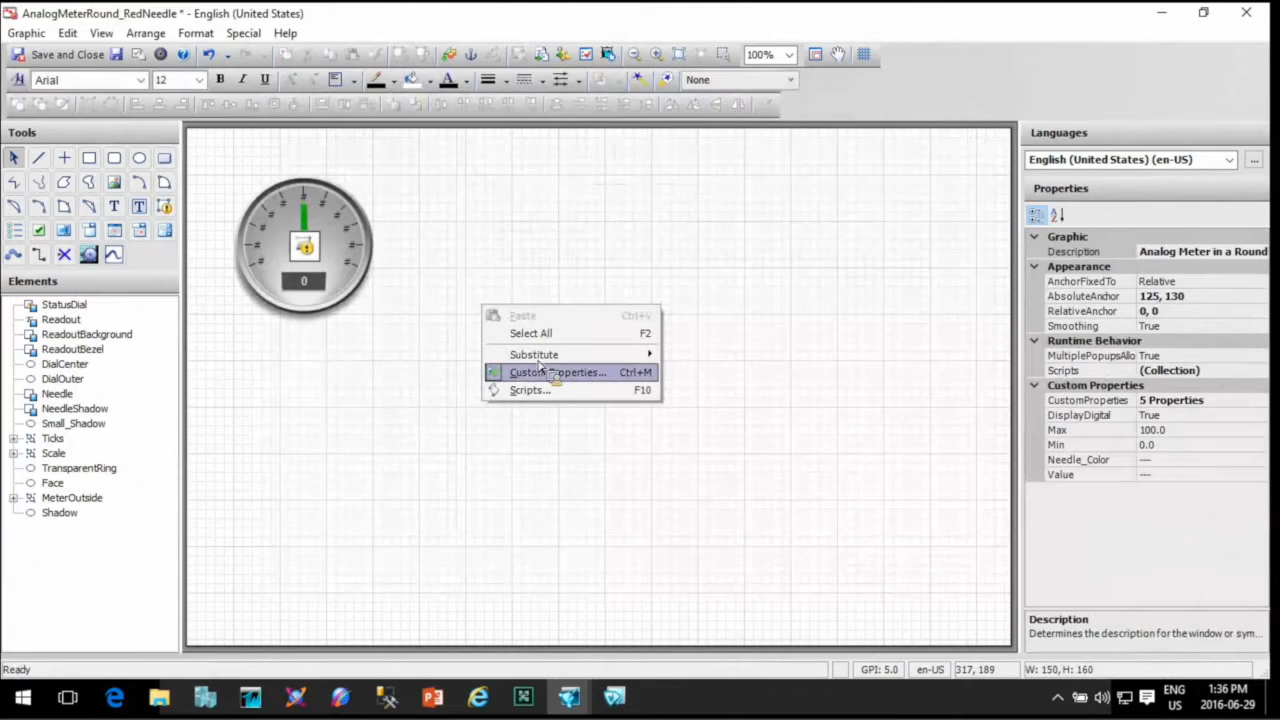 AnalogMeterRound_RedNeedle * - English (United States)
Graphic Edit View Arrange Format Special Help
Save and Close 100%
Arial 12 B I U A None
Tools
T T
Elements
StatusDial
Readout
ReadoutBackground
ReadoutBezel
DialCenter
DialOuter
Needle
NeedleShadow
Small_Shadow
Ticks
Scale
TransparentRing
Face
MeterOutside
Shadow
# # # # # # # # # # #
0
Paste Ctrl+V
Select All F2
Substitute
Custom Properties... Ctrl+M
Scripts... F10
Languages
English (United States) (en-US) ...
Properties
Graphic
Description Analog Meter in a Round
Appearance
AnchorFixedTo Relative
AbsoluteAnchor 125, 130
RelativeAnchor 0, 0
Smoothing True
Runtime Behavior
MultiplePopupsAllo True
Scripts (Collection)
Custom Properties
CustomProperties 5 Properties
DisplayDigital True
Max 100.0
Min 0.0
Needle_Color ---
Value ---
Description
Determines the description for the window or sym...
Ready GPI: 5.0 en-US 317, 189 W: 150, H: 160
ENG
US
1:36 PM
2016-06-29